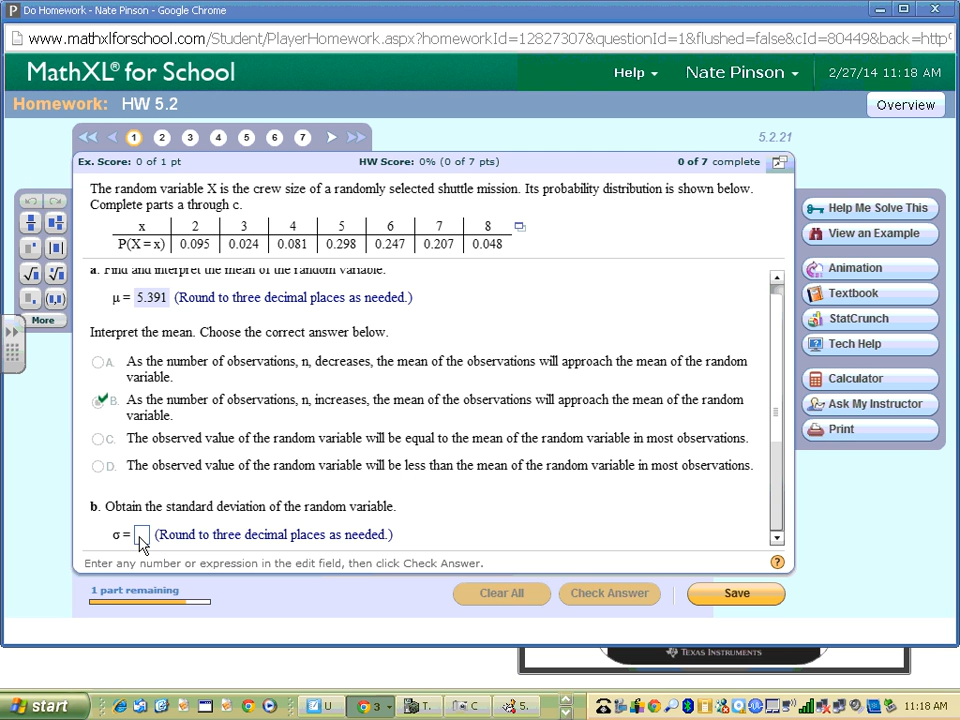 Do Homework - Nate Pinson - Google Chrome
www.mathxlforschool.com/Student/PlayerHomework.aspx?homeworkId=12827307&questionId=1&flushed=false&cId=80449&back=http
MathXL® for School
Help
Nate Pinson
2/27/14 11:18 AM
Homework: HW 5.2
Overview
1 2 3 4 5 6 7
5.2.21
Ex. Score: 0 of 1 pt
HW Score: 0% (0 of 7 pts)
0 of 7 complete
The random variable X is the crew size of a randomly selected shuttle mission. Its probability distribution is shown below.
Complete parts a through c.
x 2 3 4 5 6 7 8
P(X = x) 0.095 0.024 0.081 0.298 0.247 0.207 0.048
a. Find and interpret the mean of the random variable.
μ = 5.391 (Round to three decimal places as needed.)
Interpret the mean. Choose the correct answer below.
A. As the number of observations, n, decreases, the mean of the observations will approach the mean of the random
variable.
B. As the number of observations, n, increases, the mean of the observations will approach the mean of the random
variable.
C. The observed value of the random variable will be equal to the mean of the random variable in most observations.
D. The observed value of the random variable will be less than the mean of the random variable in most observations.
b. Obtain the standard deviation of the random variable.
σ = (Round to three decimal places as needed.)
Enter any number or expression in the edit field, then click Check Answer.
?
1 part remaining
Clear All
Check Answer
Save
More
Help Me Solve This
View an Example
Animation
Textbook
StatCrunch
Tech Help
Calculator
Ask My Instructor
Print
TEXAS INSTRUMENTS
start
U
3
T.
C
5.
11:18 AM